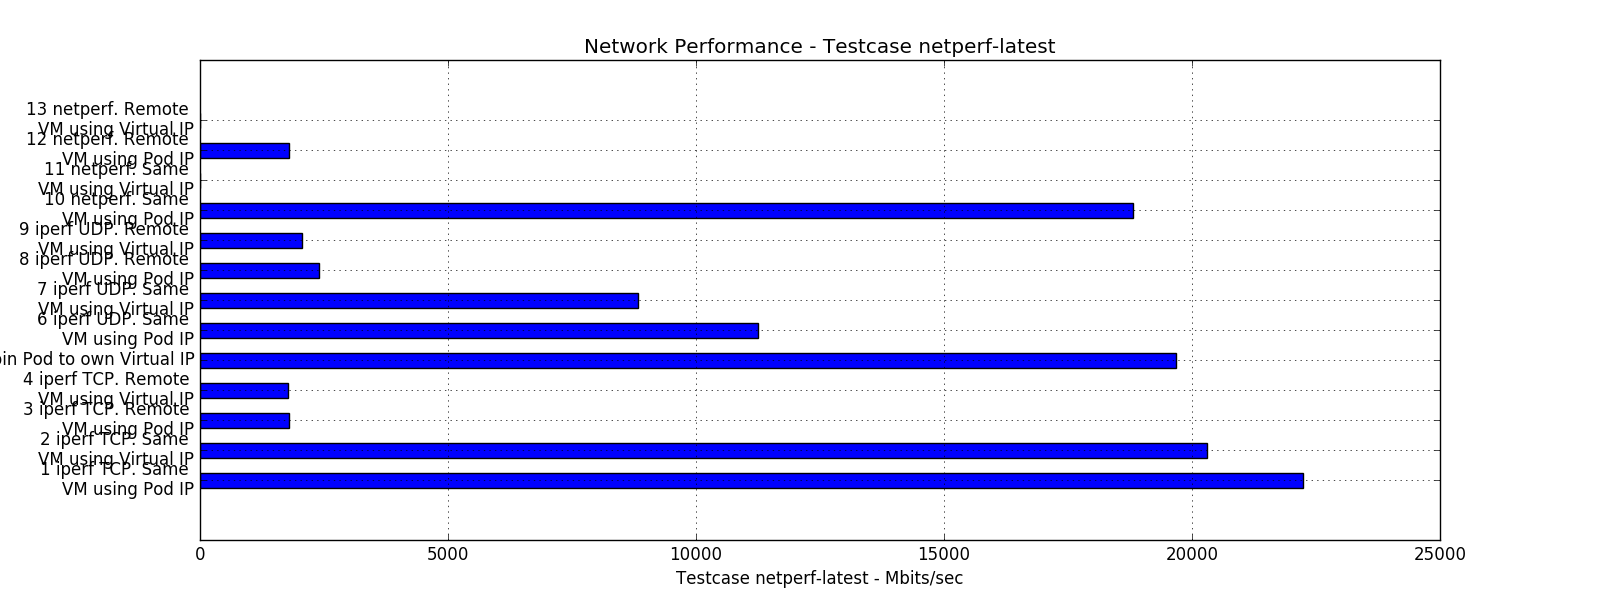 Network Performance - Testcase netperf-latest
13 netperf. Remote
VM using Virtual IP
12 netperf. Remote
VM using Pod IP
11 netperf. Same
VM using Virtual IP
10 netperf. Same
VM using Pod IP
9 iperf UDP. Remote
VM using Virtual IP
8 iperf UDP. Remote
VM using Pod IP
7 iperf UDP. Same
VM using Virtual IP
6 iperf UDP. Same
VM using Pod IP
Pod to own Virtual IP
4 iperf TCP. Remote
VM using Virtual IP
3 iperf TCP. Remote
VM using Pod IP
2 iperf TCP. Same
VM using Virtual IP
1 iperf TCP. Same
VM using Pod IP
0 5000 10000 15000 20000 25000
Testcase netperf-latest - Mbits/sec